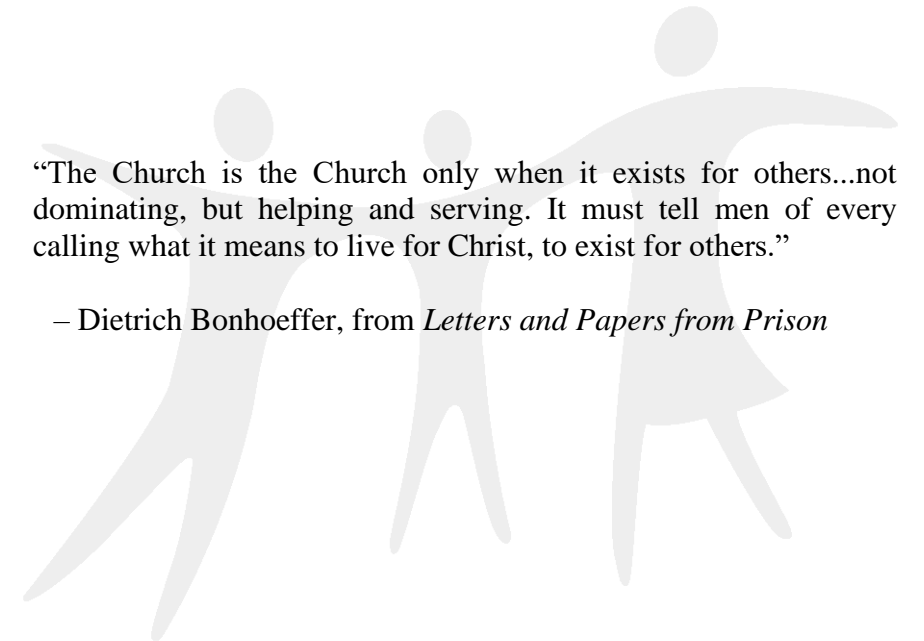 “The Church is the Church only when it exists for others...not
dominating, but helping and serving. It must tell men of every
calling what it means to live for Christ, to exist for others.”
– Dietrich Bonhoeffer, from Letters and Papers from Prison